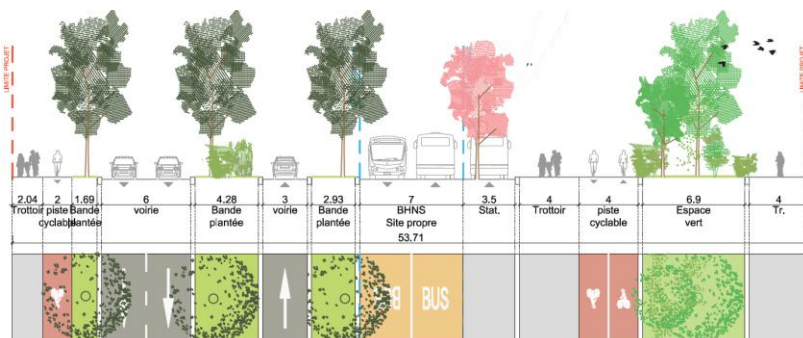 LIMITE PROJET
LIMITE PROJET
2.04 2 1.69 6 4.28 3 2.93 7 3.5 4 4 6.9 4
Trottoir piste Bande voirie Bande voirie Bande BHNS Stat. Trottoir piste Espace Tr.
cyclable plantée plantée plantée Site propre cyclable vert
53.71
BUS
BUS